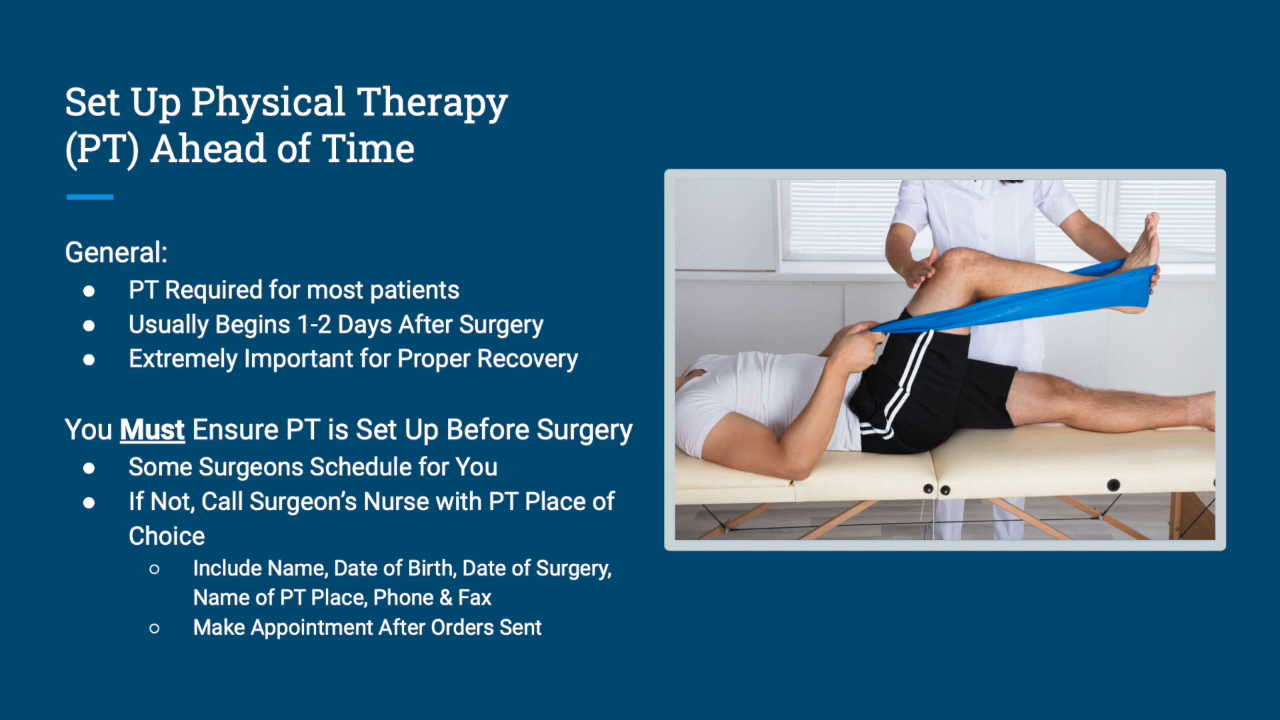 Set Up Physical Therapy
(PT) Ahead of Time
General:
● PT Required for most patients
● Usually Begins 1-2 Days After Surgery
● Extremely Important for Proper Recovery
You Must Ensure PT is Set Up Before Surgery
● Some Surgeons Schedule for You
● If Not, Call Surgeon’s Nurse with PT Place of
Choice
○ Include Name, Date of Birth, Date of Surgery,
Name of PT Place, Phone & Fax
○ Make Appointment After Orders Sent